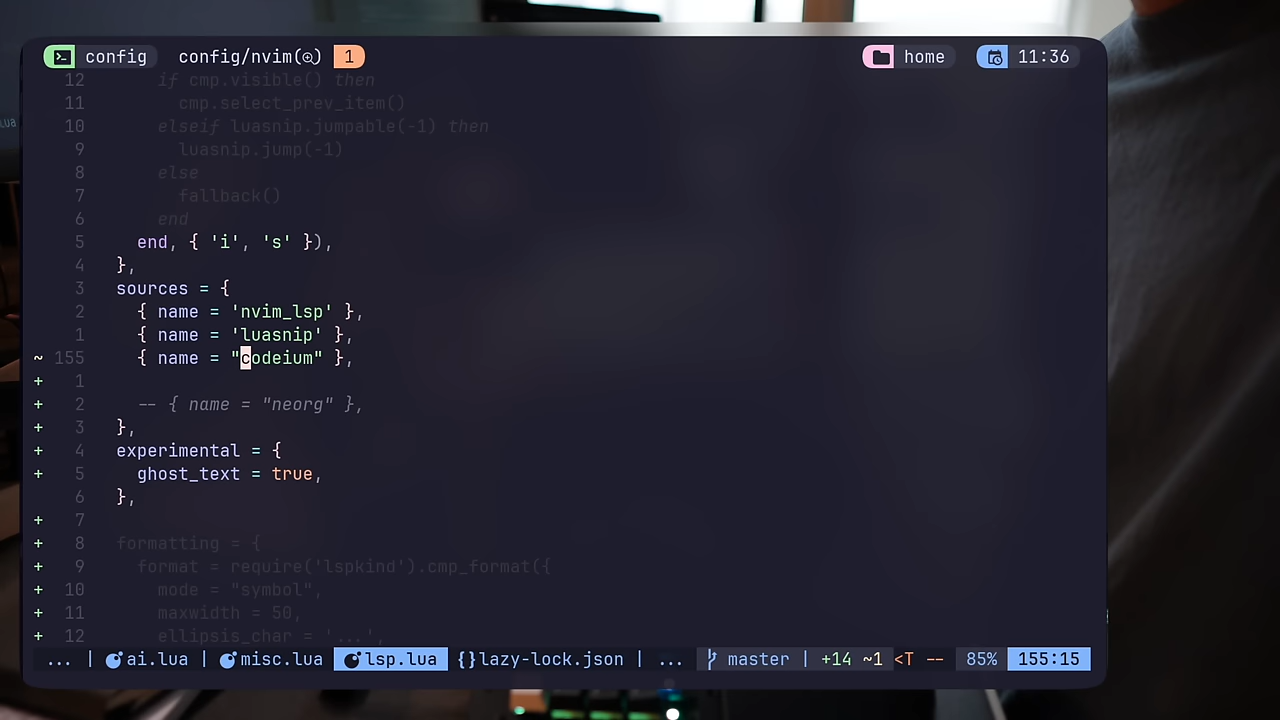 config config/nvim() 1 home 11:36
12 if cmp.visible() then
11 cmp.select_prev_item()
10 elseif luasnip.jumpable(-1) then
9 luasnip.jump(-1)
8 else
7 fallback()
6 end
5 end, { 'i', 's' }),
4 },
3 sources = {
2 { name = 'nvim_lsp' },
1 { name = 'luasnip' },
~ 155 { name = "codeium" },
+ 1
+ 2 -- { name = "neorg" },
+ 3 },
+ 4 experimental = {
+ 5 ghost_text = true,
6 },
+ 7
+ 8 formatting = {
+ 9 format = require('lspkind').cmp_format({
+ 10 mode = "symbol",
+ 11 maxwidth = 50,
+ 12 ellipsis_char = '...',
... | ai.lua | misc.lua lsp.lua {} lazy-lock.json | ... master | +14 ~1 <T -- 85% 155:15